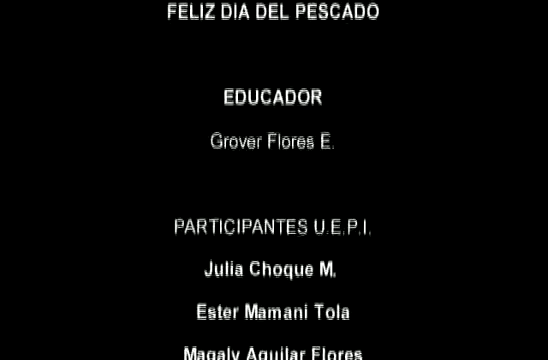 FELIZ DIA DEL PESCADO
EDUCADOR
Grover Flores E.
PARTICIPANTES U.E.P.I.
Julia Choque M.
Ester Mamani Tola
Magaly Aguilar Flores